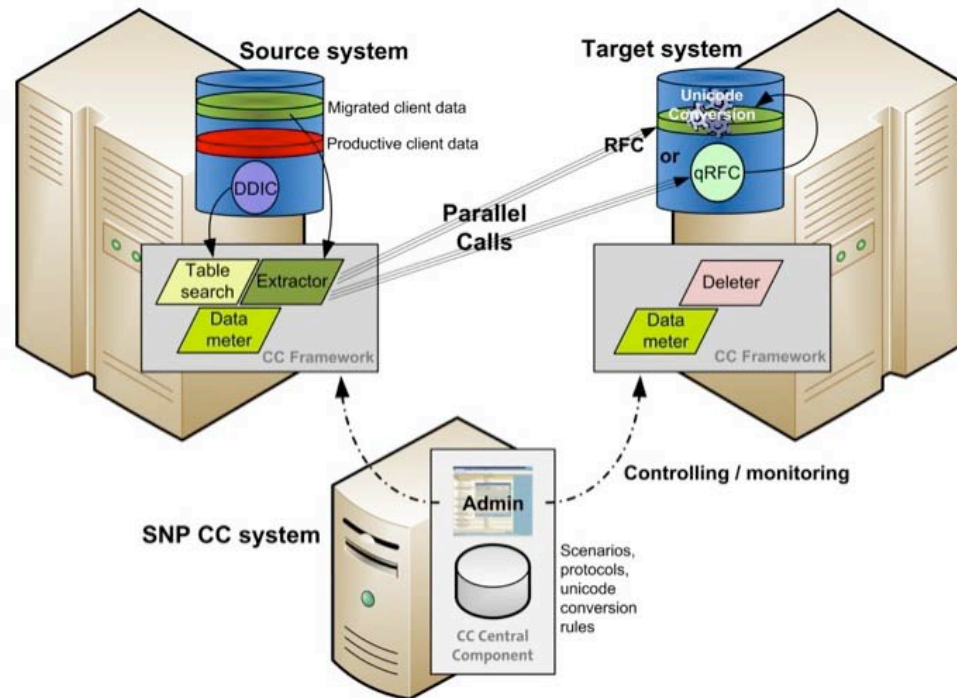 Source system
Migrated client data
Productive client data
DDIC
Table
search
Extractor
Data
meter
CC Framework
Parallel
Calls
RFC
or
Target system
Unicode
Conversion
qRFC
Deleter
Data
meter
CC Framework
Controlling / monitoring
SNP CC system
Admin
CC Central
Component
Scenarios,
protocols,
unicode
conversion
rules